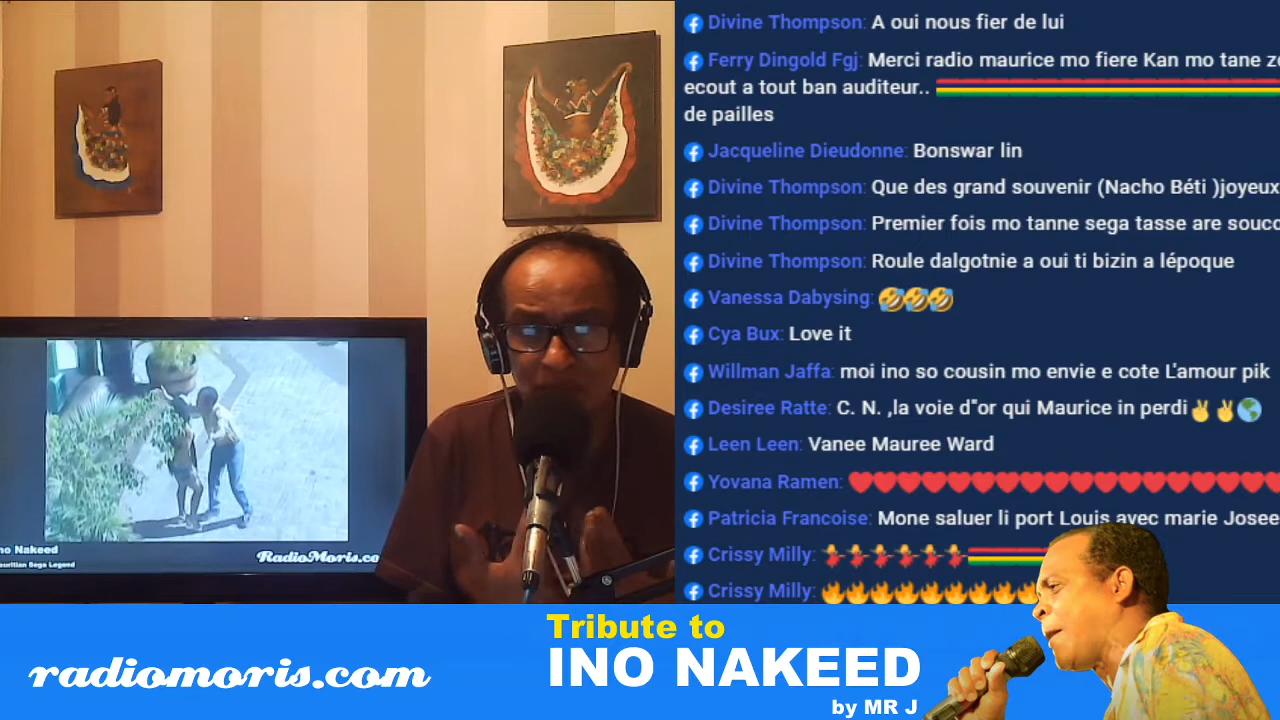 Divine Thompson: A oui nous fier de lui
Ferry Dingold Fgj: Merci radio maurice mo fiere Kan mo tane
ecout a tout ban auditeur..
de pailles
Jacqueline Dieudonne: Bonswar lin
Divine Thompson: Que des grand souvenir (Nacho Béti )joyeux
Divine Thompson: Premier fois mo tanne sega tasse are
Divine Thompson: Roule dalgotnie a oui ti bizin a lépoque
Vanessa Dabysing: 🤣🤣🤣
Cya Bux: Love it
Willman Jaffa: moi ino so cousin mo envie e cote L'amour pik
Desiree Ratte: C. N. ,la voie d"or qui Maurice in perdi✌✌🌎
Leen Leen: Vanee Mauree Ward
Yovana Ramen: ❤❤❤❤❤❤❤❤❤❤❤❤❤❤❤❤❤❤
Patricia Francoise: Mone saluer li port Louis avec marie Josee
Crissy Milly: 💃💃💃💃💃💃
Crissy Milly: 🔥🔥🔥🔥🔥🔥🔥🔥🔥
no Nakeed
Sega Legend
RadioMoris.co
radiomoris.com
Tribute to
INO NAKEED
by MR J